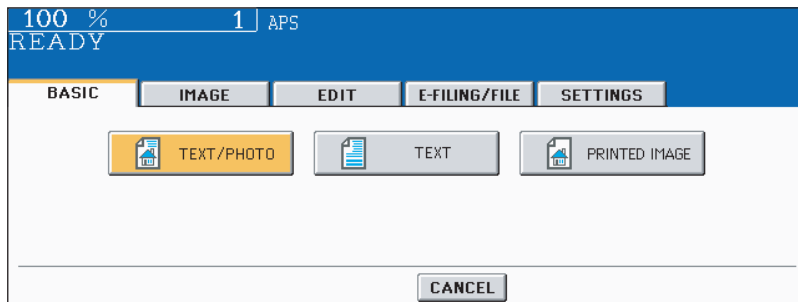 100 % 1 APS
READY
BASIC IMAGE EDIT E-FILING/FILE SETTINGS
TEXT/PHOTO TEXT PRINTED IMAGE
CANCEL